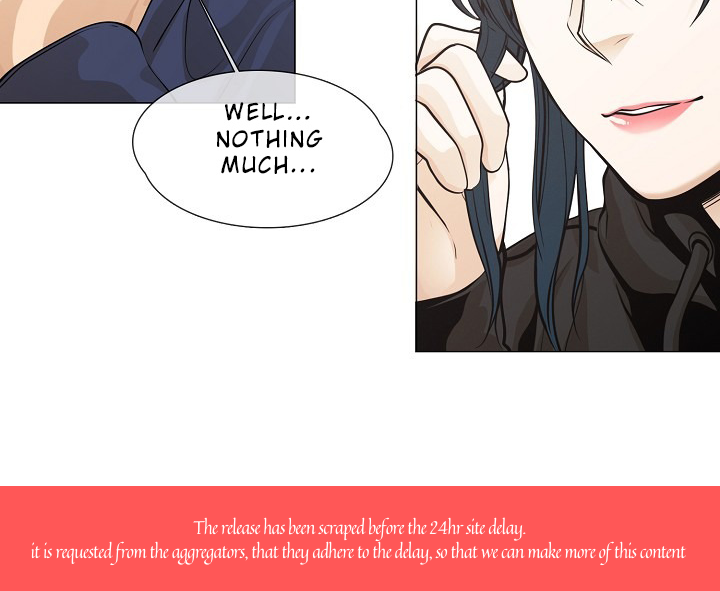 WELL...
NOTHING
MUCH...
The release has been scraped before the 24hr site delay.
it is requested from the aggregators, that they adhere to the delay, so that we can make more of this content